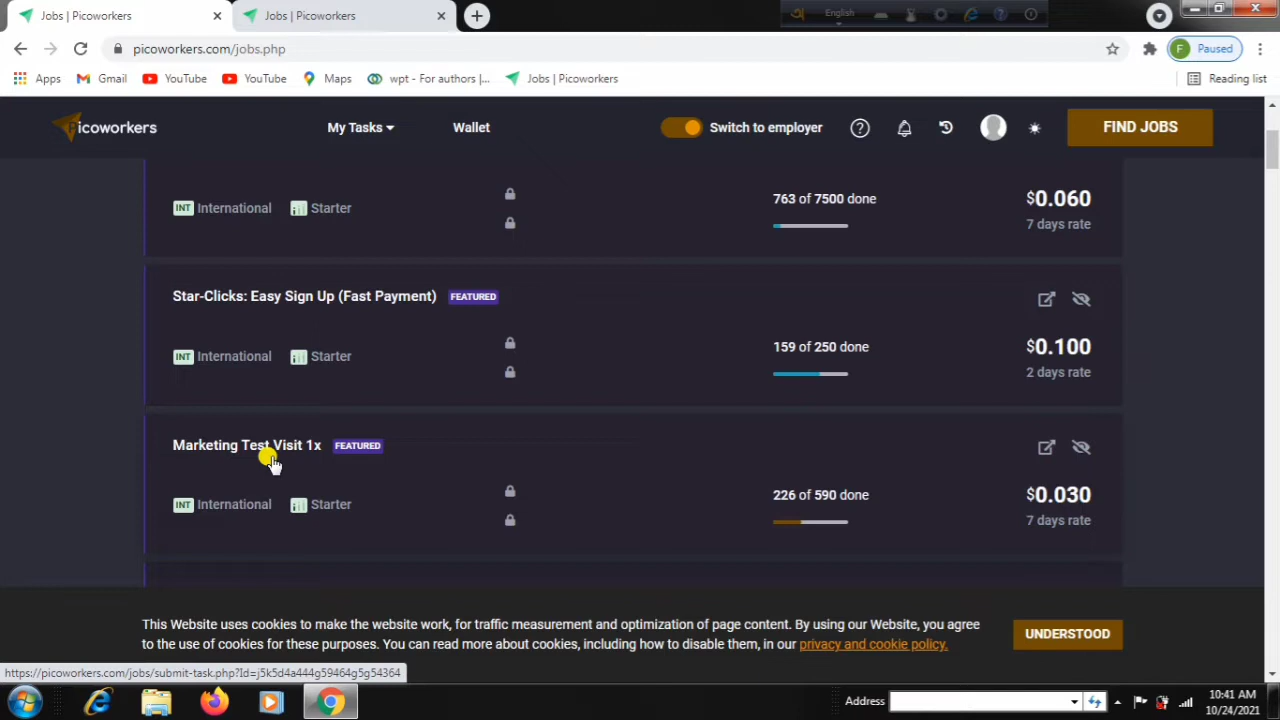 Jobs | Picoworkers
Jobs | Picoworkers
English
picoworkers.com/jobs.php
F Paused
Apps
Gmail
YouTube
YouTube
Maps
wpt - For authors |...
Jobs | Picoworkers
Reading list
Picoworkers
My Tasks
Wallet
Switch to employer
FIND JOBS
763 of 7500 done
$0.060
INT International
Starter
7 days rate
Star-Clicks: Easy Sign Up (Fast Payment) FEATURED
159 of 250 done
$0.100
INT International
Starter
2 days rate
Marketing Test Visit 1x FEATURED
226 of 590 done
$0.030
INT International
Starter
7 days rate
This Website uses cookies to make the website work, for traffic measurement and optimization of page content. By using our Website, you agree
to the use of cookies for these purposes. You can read more about cookies, including how to disable them, in our privacy and cookie policy.
UNDERSTOOD
https://picoworkers.com/jobs/submit-task.php?Id=j5k5d4a444g59464g5g54364
Address
10:41 AM
10/24/2021